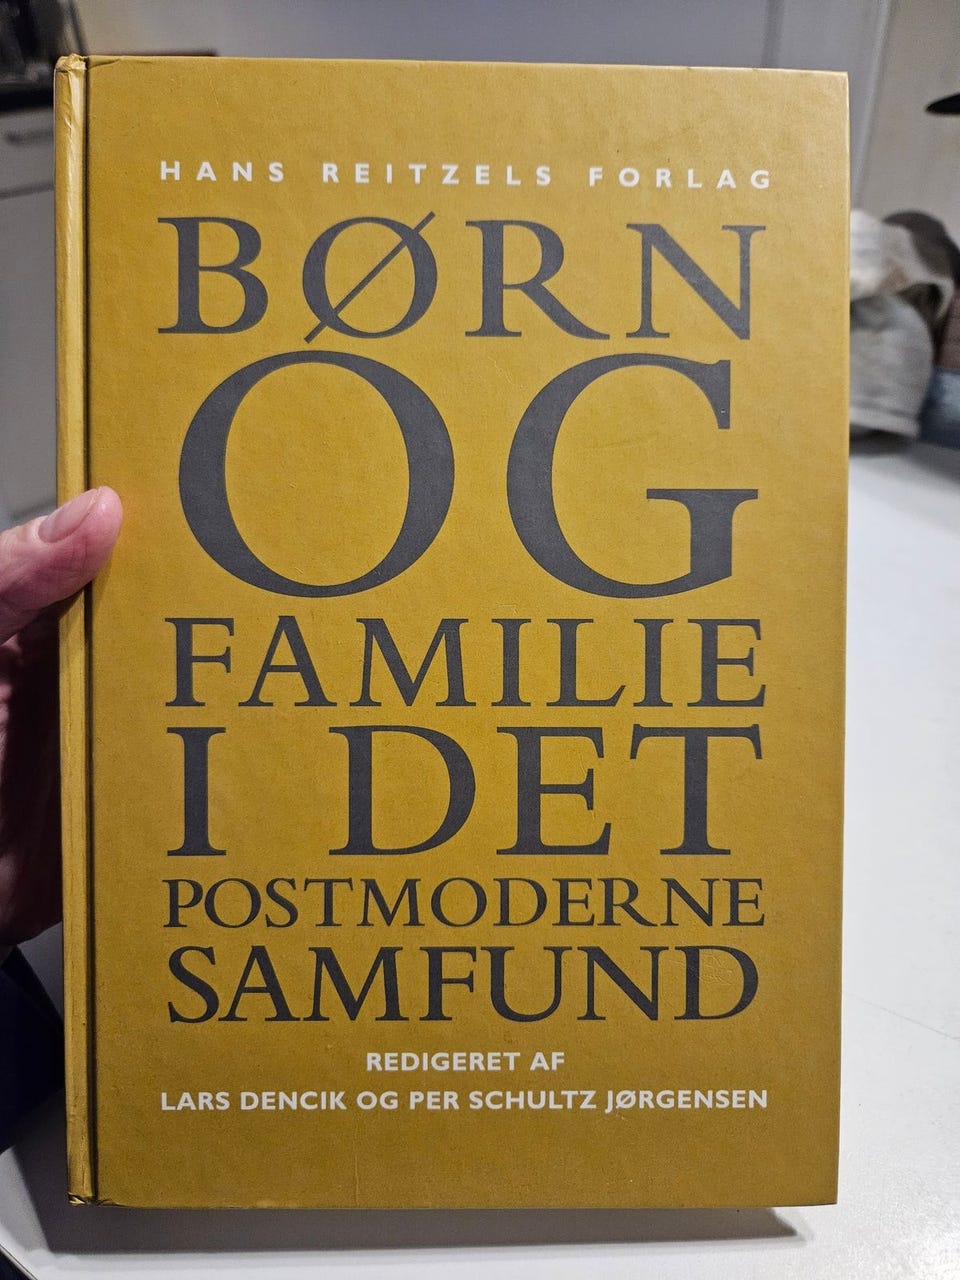 HANS REITZELS FORLAG
BØRN
OG
FAMILIE
I DET
POSTMODERNE
SAMFUND
REDIGERET AF
LARS DENCIK OG PER SCHULTZ JØRGENSEN